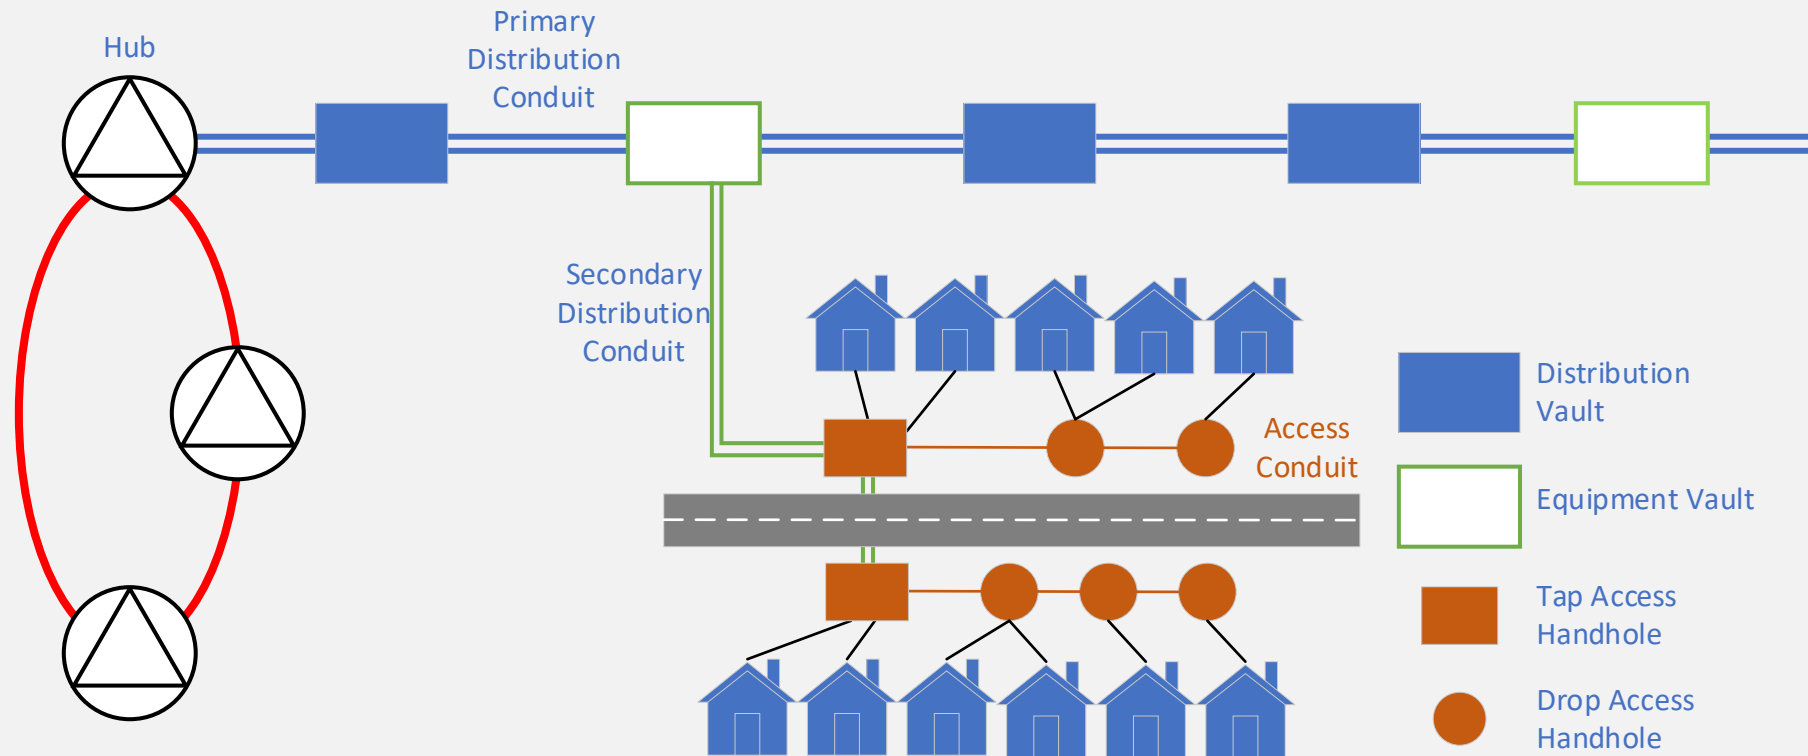 Hub
Primary
Distribution
Conduit
Secondary
Distribution
Conduit
Access
Conduit
Distribution
Vault
Equipment Vault
Tap Access
Handhole
Drop Access
Handhole